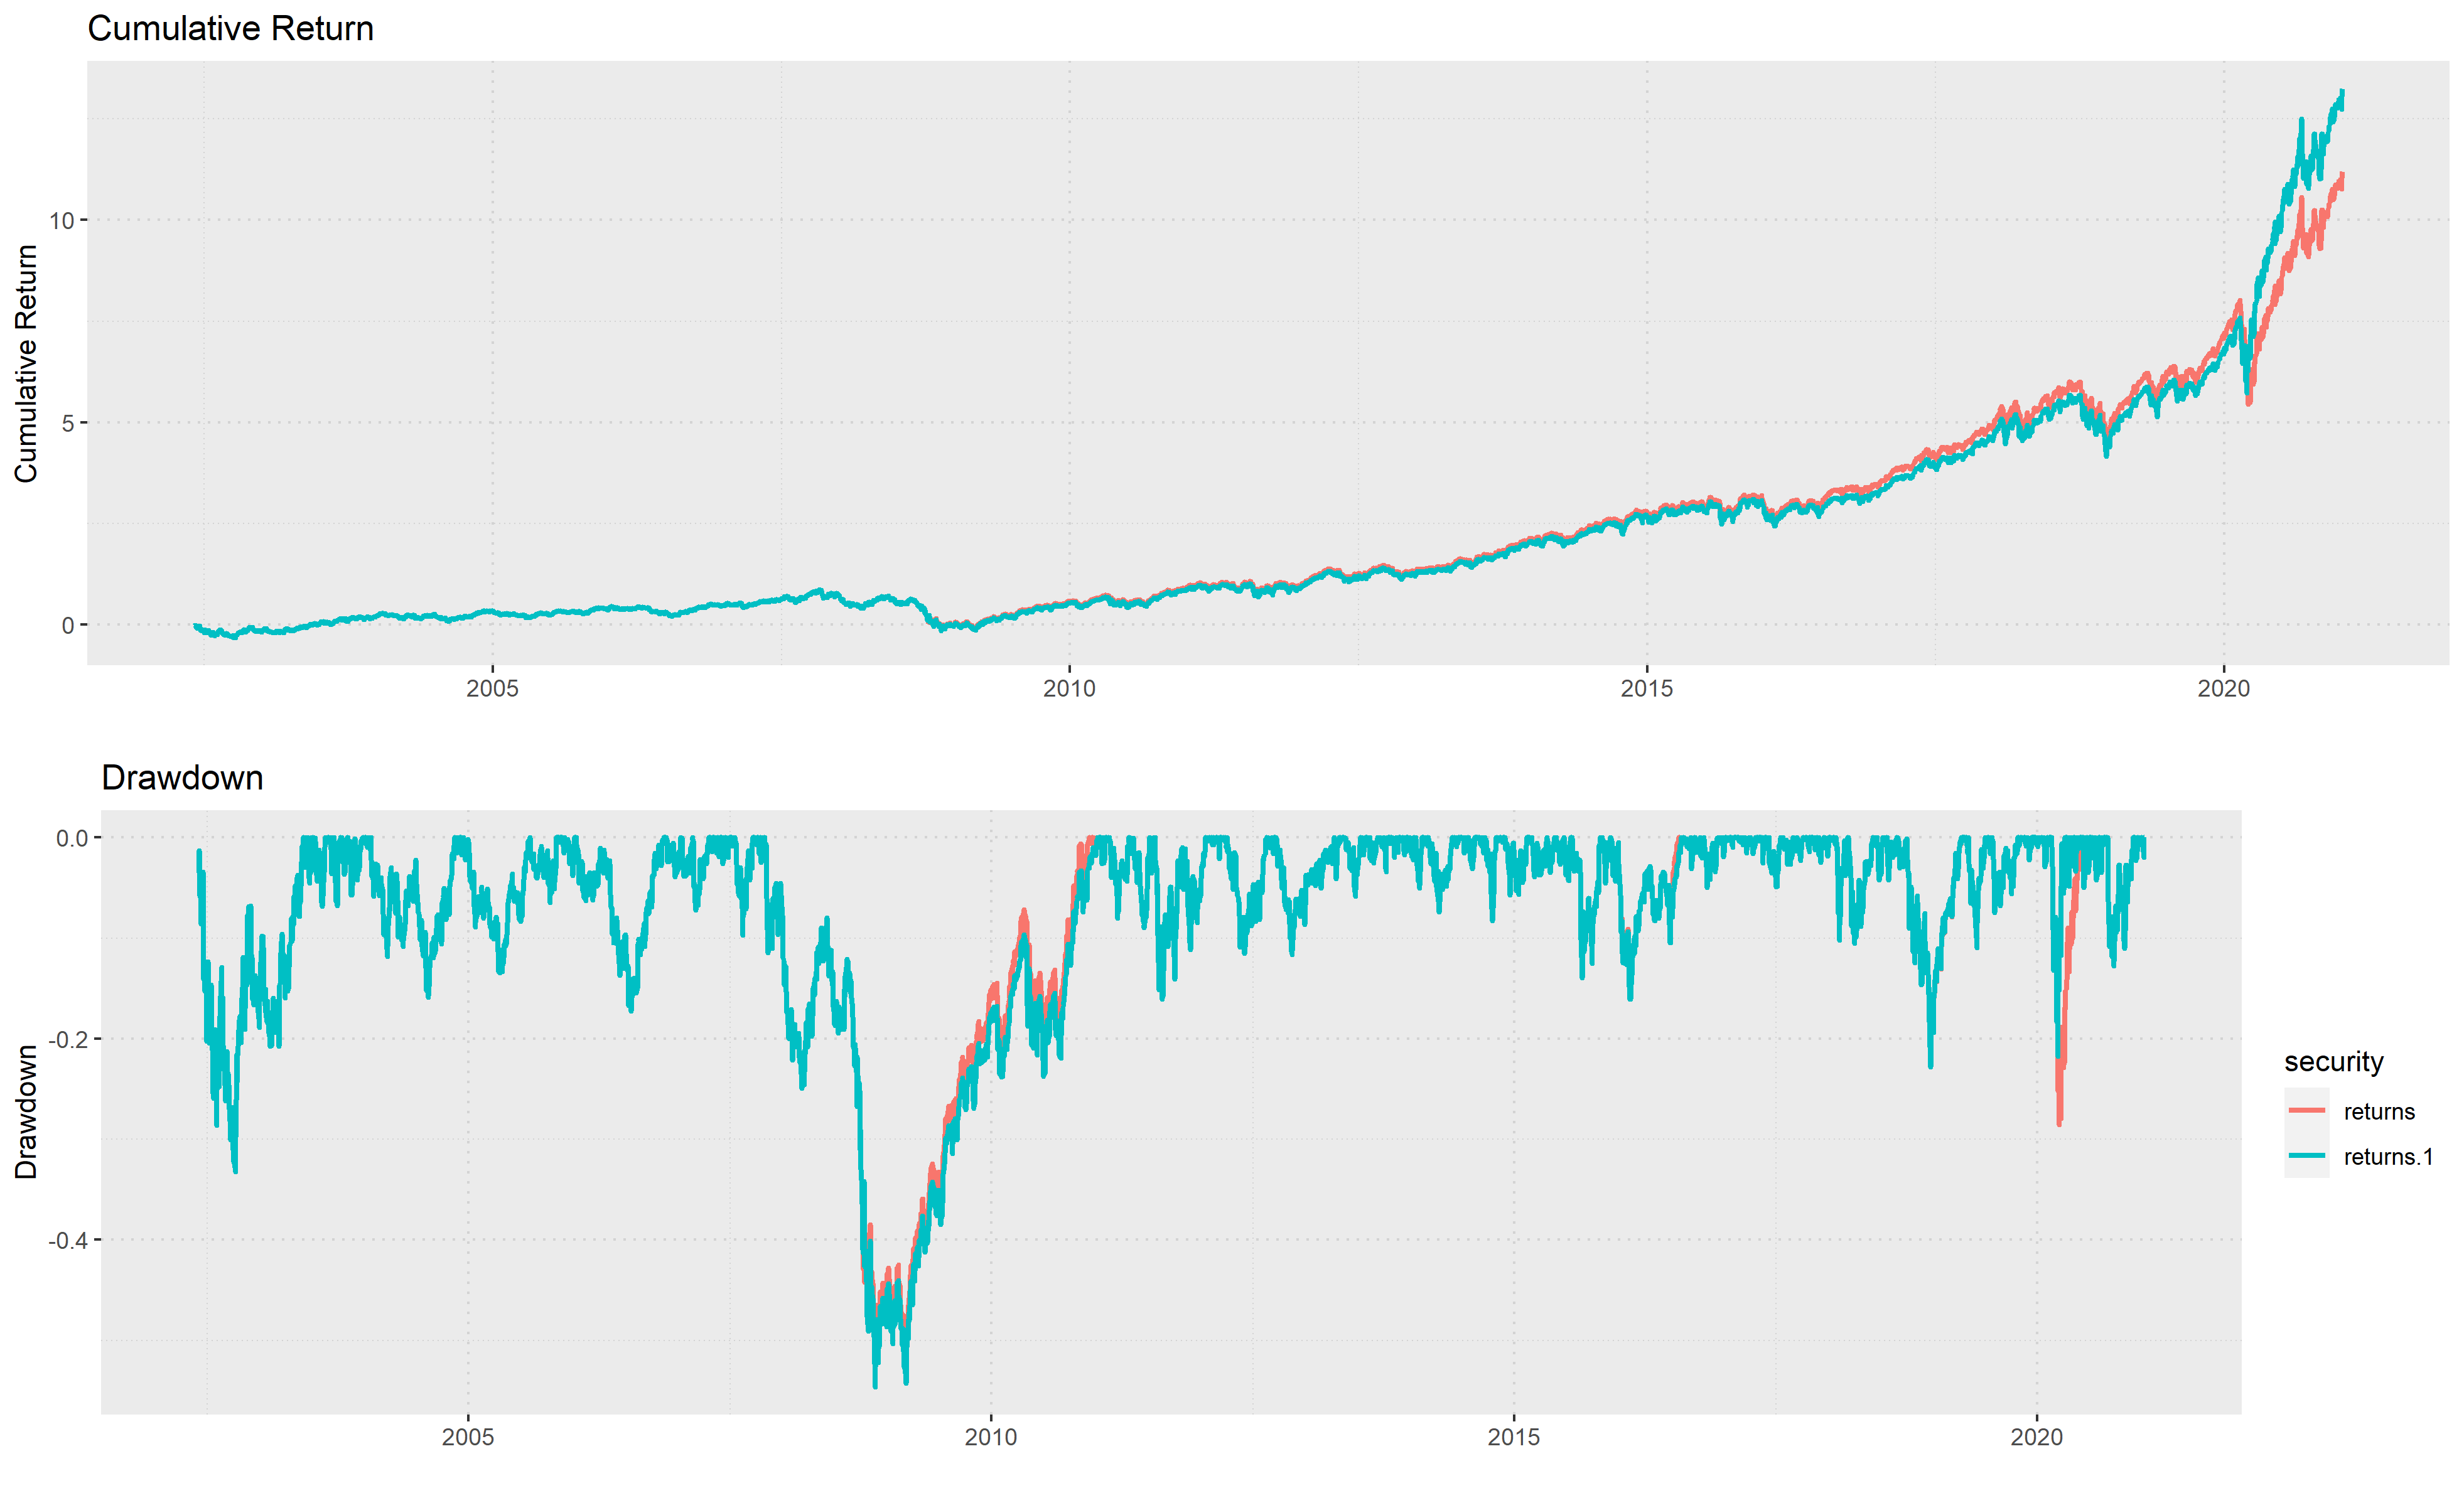 Cumulative Return
Cumulative Return
10
5
0
2005 2010 2015 2020
Drawdown
Drawdown
0.0
-0.2
-0.4
2005 2010 2015 2020
security
returns
returns.1